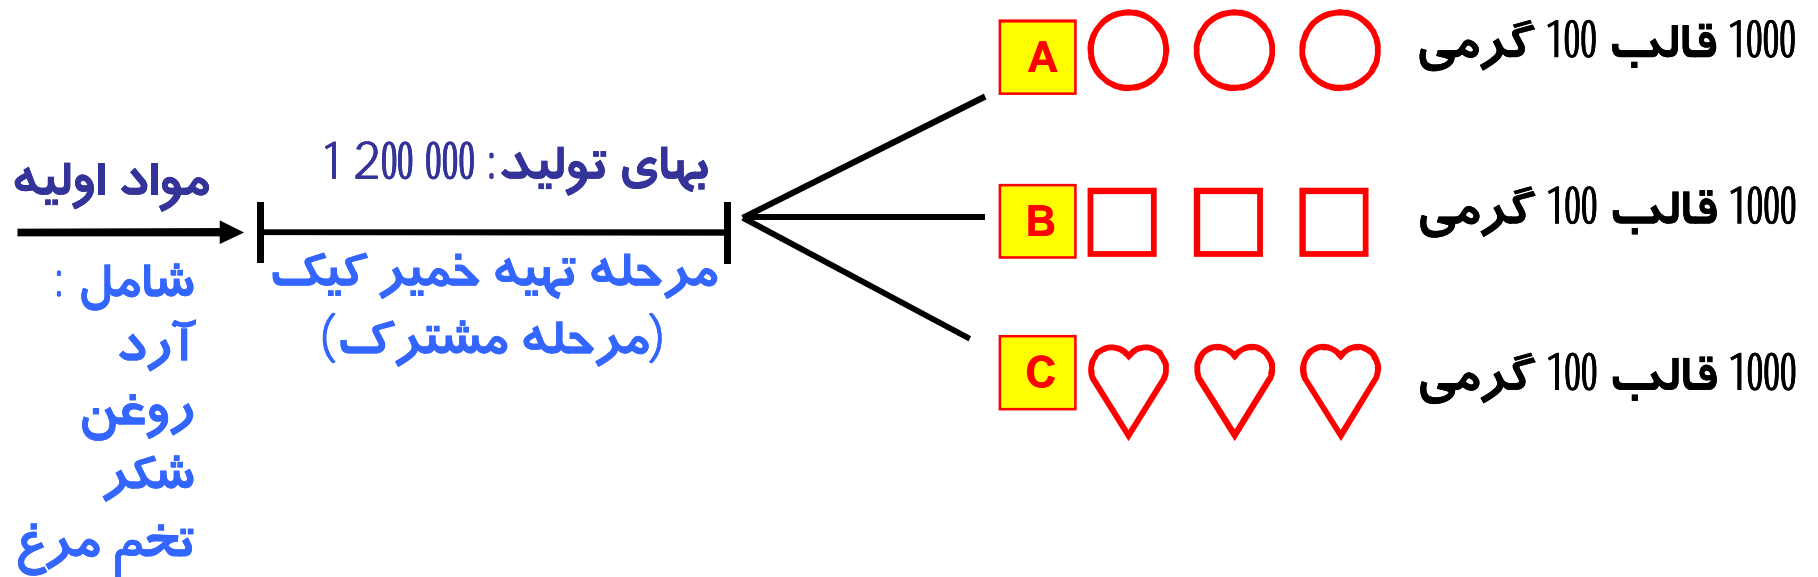 مواد اولیه
شامل :
آرد
روغن
شکر
تخم مرغ
بهای تولید: 000 200 1
مرحله تهیه خمیر کیک
(مرحله مشترک)
A
1000 قالب 100 گرمی
B
1000 قالب 100 گرمی
C
1000 قالب 100 گرمی